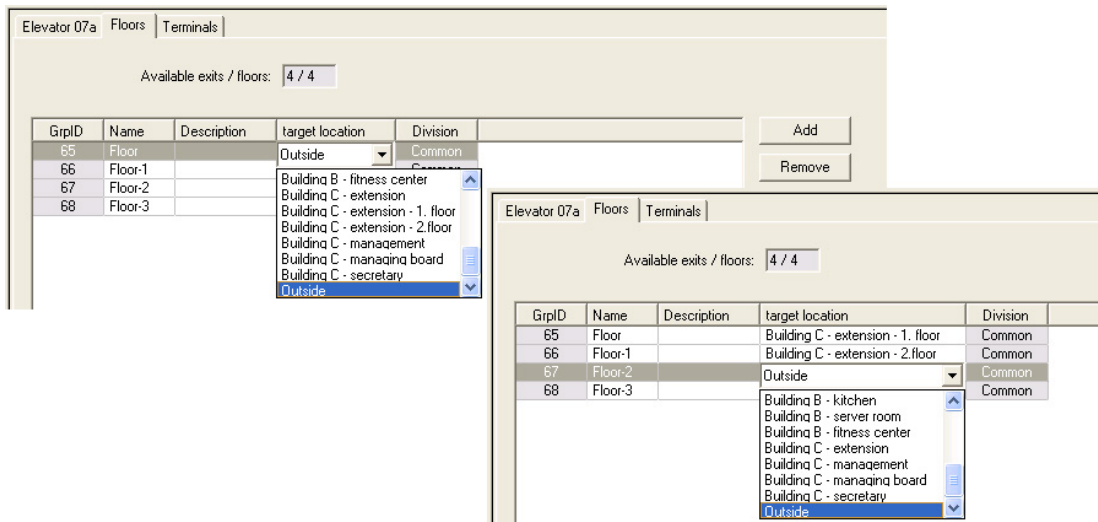 Elevator 07a Floors Terminals
Available exits / floors: 4 / 4
GrpID Name Description target location Division
65 Floor Outside Common
66 Floor-1 Common
67 Floor-2
68 Floor-3
Building B - fitness center
Building C - extension
Building C - extension - 1. floor
Building C - extension - 2.floor
Building C - management
Building C - managing board
Building C - secretary
Outside
Add
Remove
Elevator 07a Floors Terminals
Available exits / floors: 4 / 4
GrpID Name Description target location Division
65 Floor Building C - extension - 1. floor Common
66 Floor-1 Building C - extension - 2.floor Common
67 Floor-2 Outside Common
68 Floor-3 Common
Building B - kitchen
Building B - server room
Building B - fitness center
Building C - extension
Building C - management
Building C - managing board
Building C - secretary
Outside